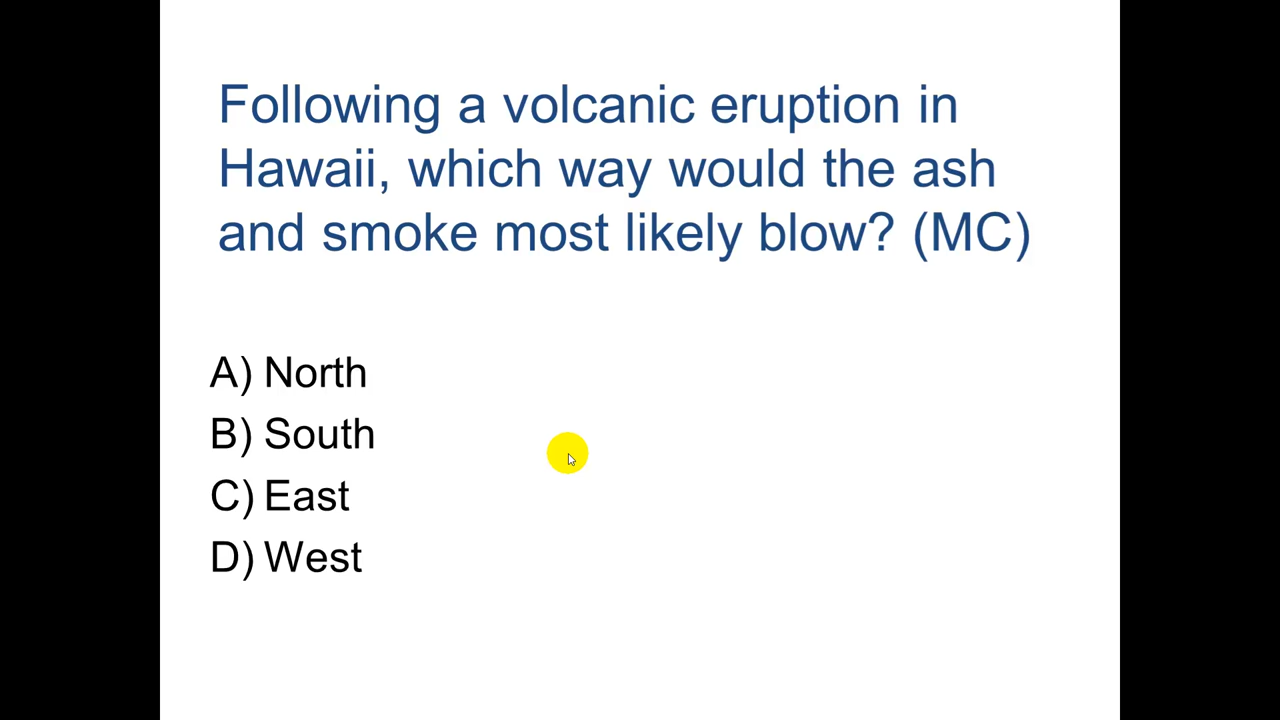 Following a volcanic eruption in
Hawaii, which way would the ash
and smoke most likely blow? (MC)
A) North
B) South
C) East
D) West